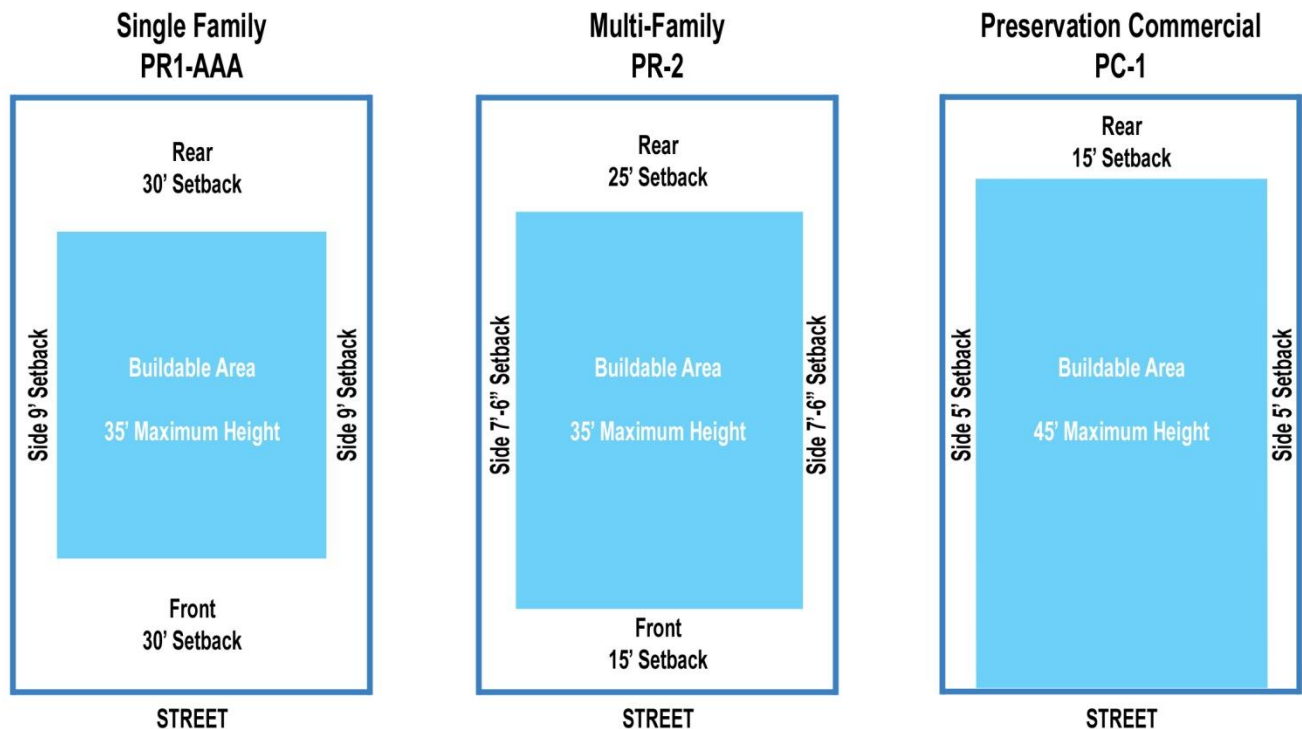 Single Family
PR1-AAA
Rear
30’ Setback
Side 9’ Setback
Buildable Area
35’ Maximum Height
Side 9’ Setback
Front
30’ Setback
STREET
Multi-Family
PR-2
Rear
25’ Setback
Side 7’-6” Setback
Buildable Area
35’ Maximum Height
Side 7’-6” Setback
Front
15’ Setback
STREET
Preservation Commercial
PC-1
Rear
15’ Setback
Side 5’ Setback
Buildable Area
45’ Maximum Height
Side 5’ Setback
STREET